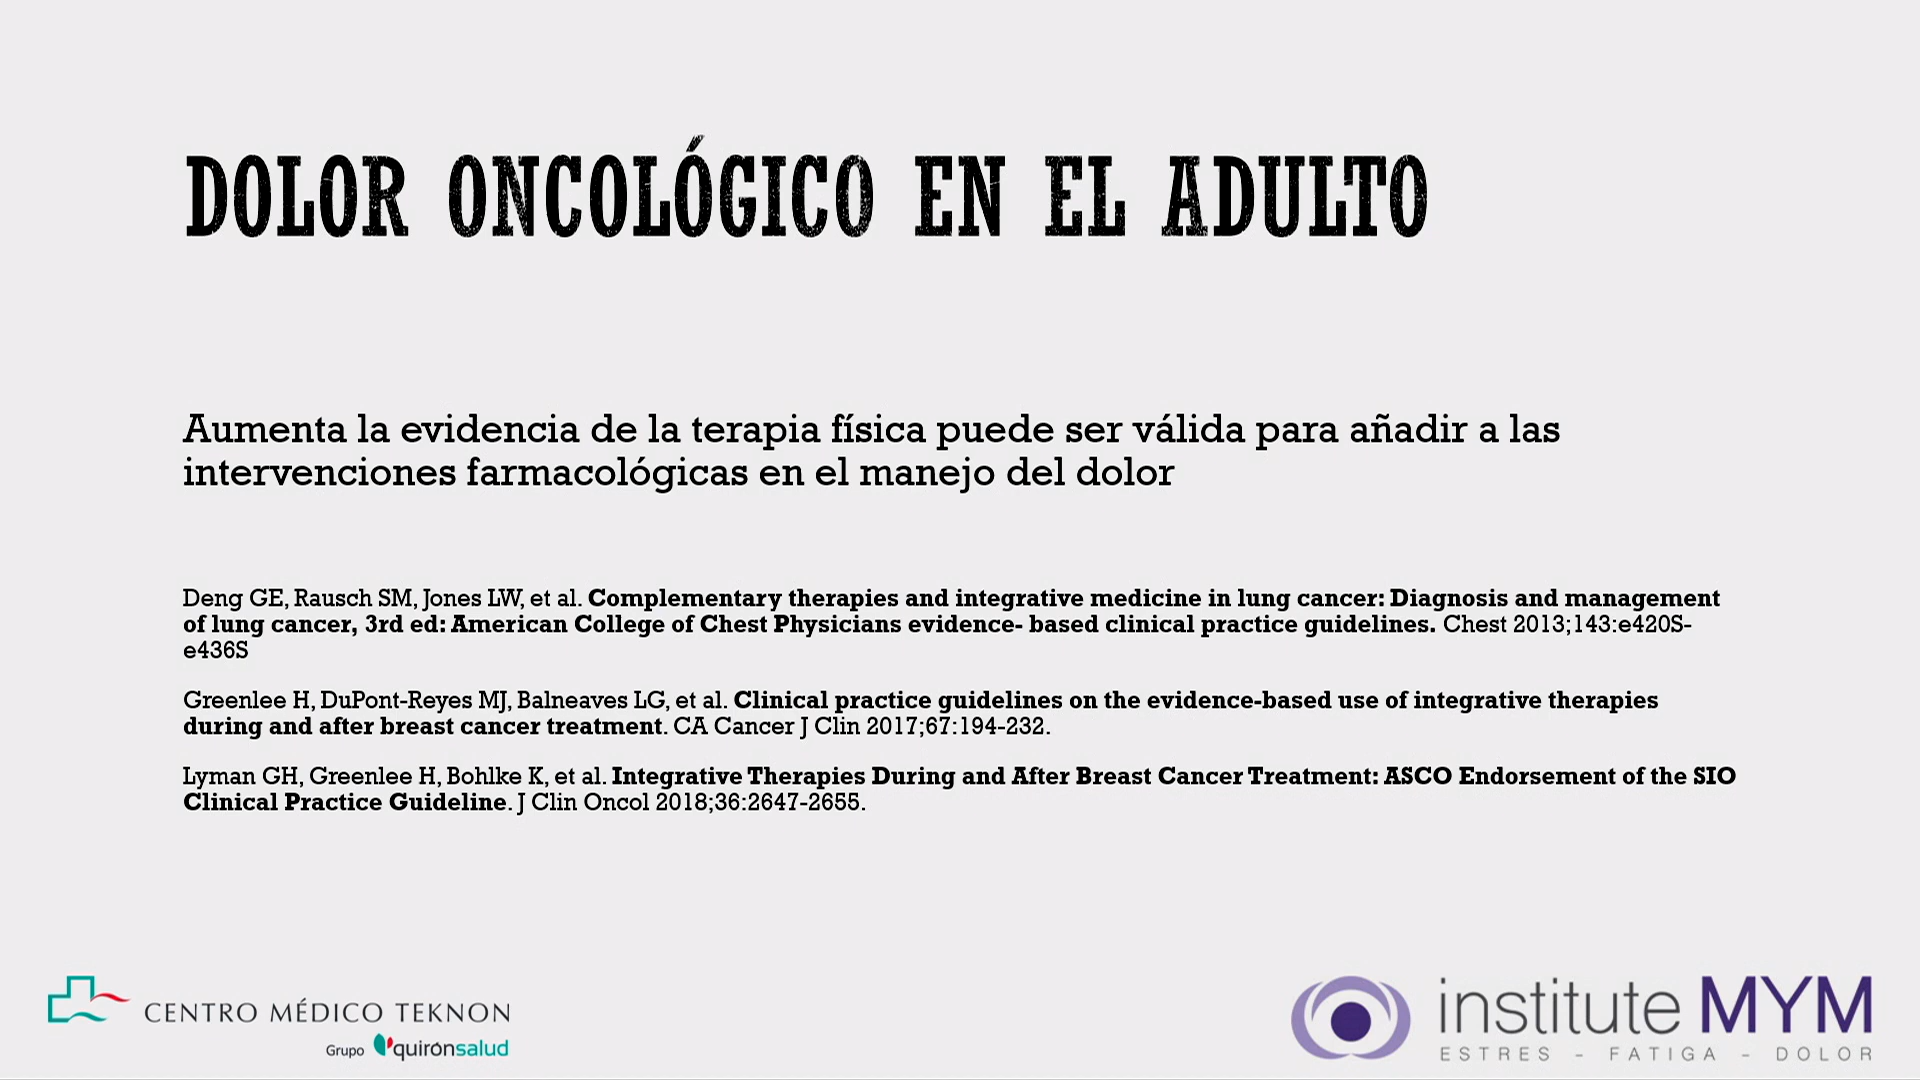 DOLOR ONCOLÓGICO EN EL ADULTO
Aumenta la evidencia de la terapia física puede ser válida para añadir a las
intervenciones farmacológicas en el manejo del dolor
Deng GE, Rausch SM, Jones LW, et al. Complementary therapies and integrative medicine in lung cancer: Diagnosis and management
of lung cancer, 3rd ed: American College of Chest Physicians evidence- based clinical practice guidelines. Chest 2013;143:e420S-
e436S
Greenlee H, DuPont-Reyes MJ, Balneaves LG, et al. Clinical practice guidelines on the evidence-based use of integrative therapies
during and after breast cancer treatment. CA Cancer J Clin 2017;67:194-232.
Lyman GH, Greenlee H, Bohlke K, et al. Integrative Therapies During and After Breast Cancer Treatment: ASCO Endorsement of the SIO
Clinical Practice Guideline. J Clin Oncol 2018;36:2647-2655.
CENTRO MÉDICO TEKNON
Grupo quirónsalud
institute MYM
ESTRES - FATIGA - DOLOR